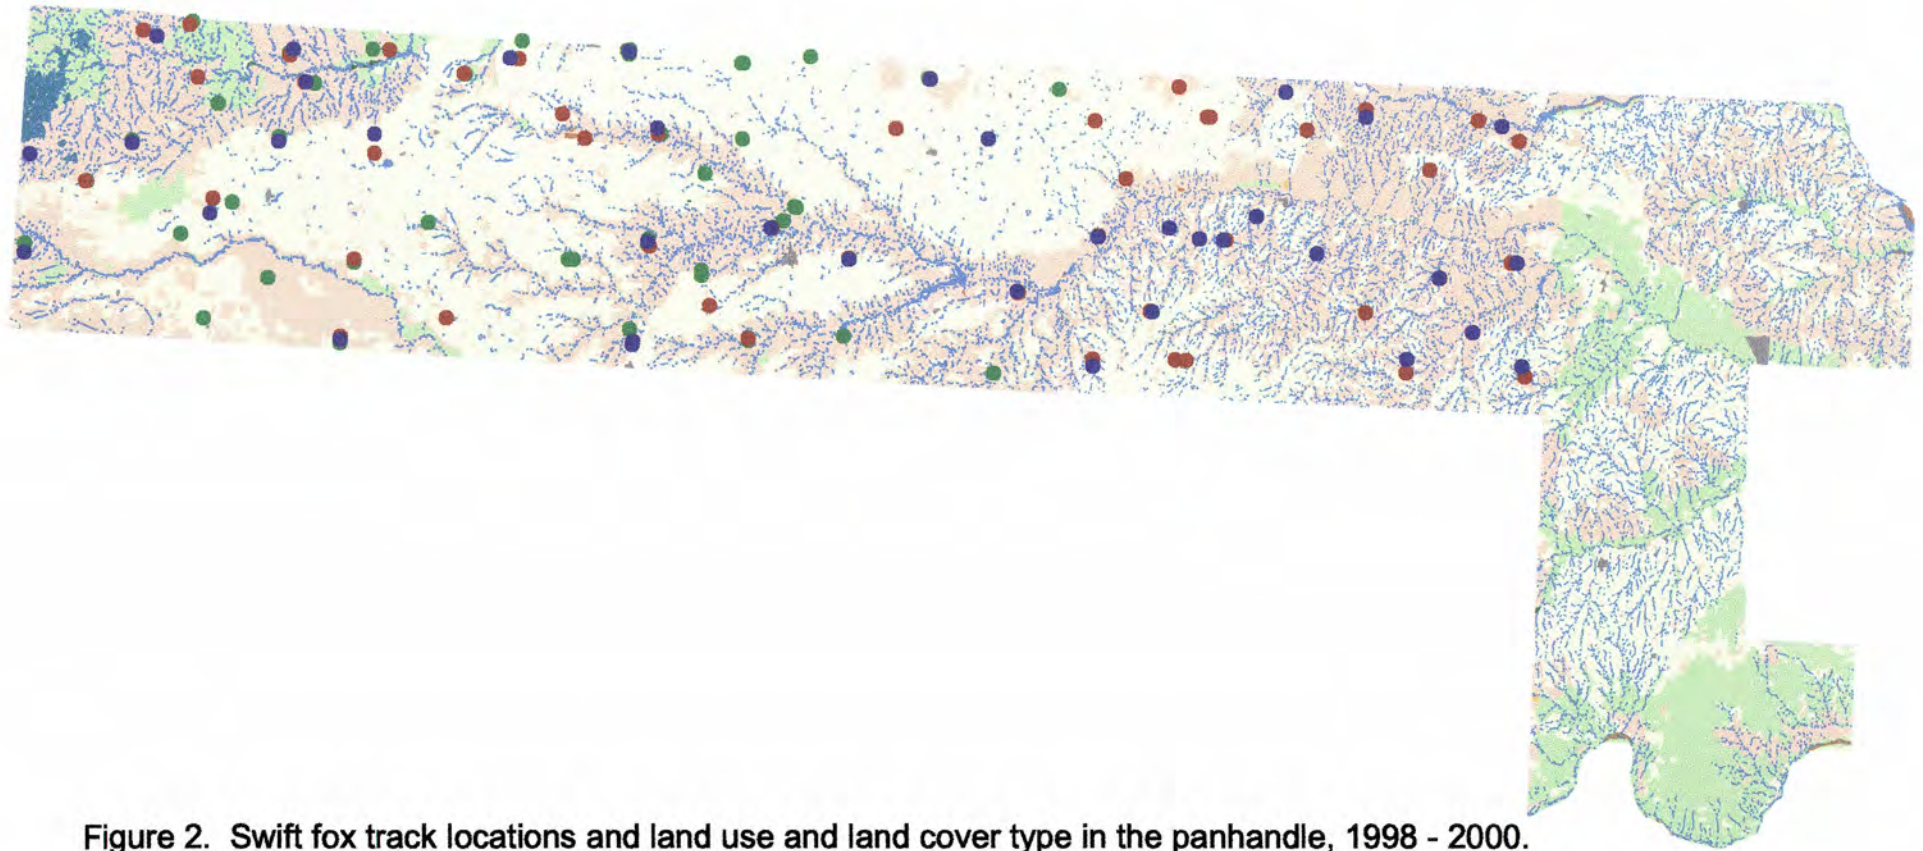 Figure 2. Swift fox track locations and land use and land cover type in the panhandle, 1998 - 2000.